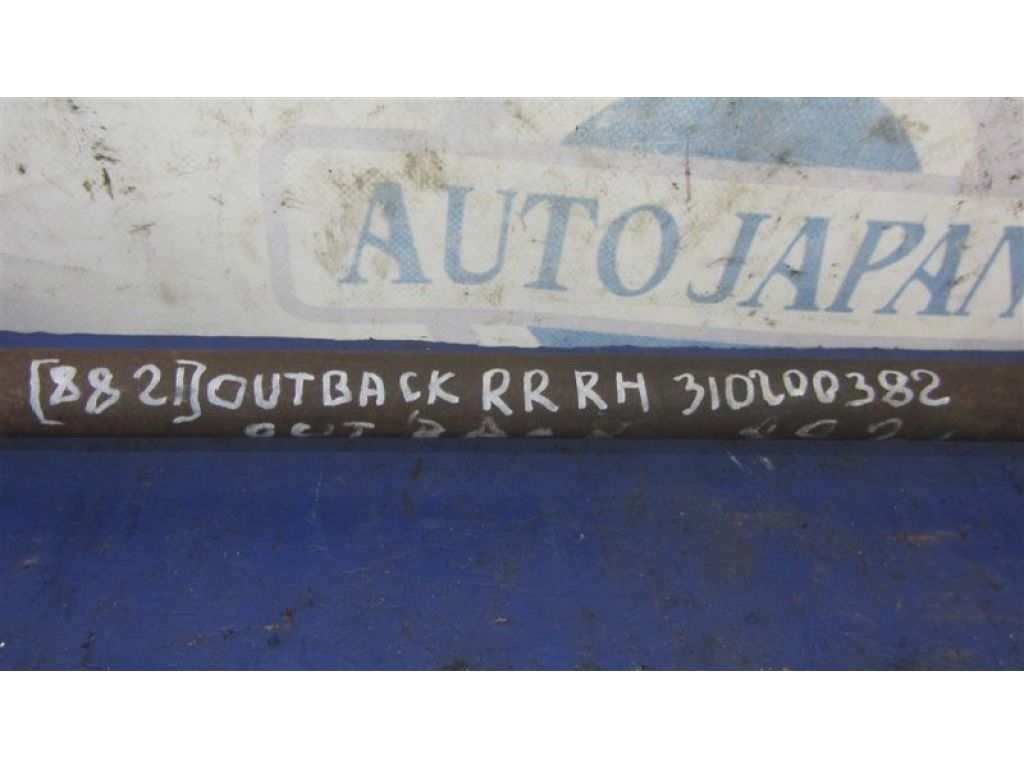 AUTO JAPAN
[8821] OUTBACK RR RH 310200382